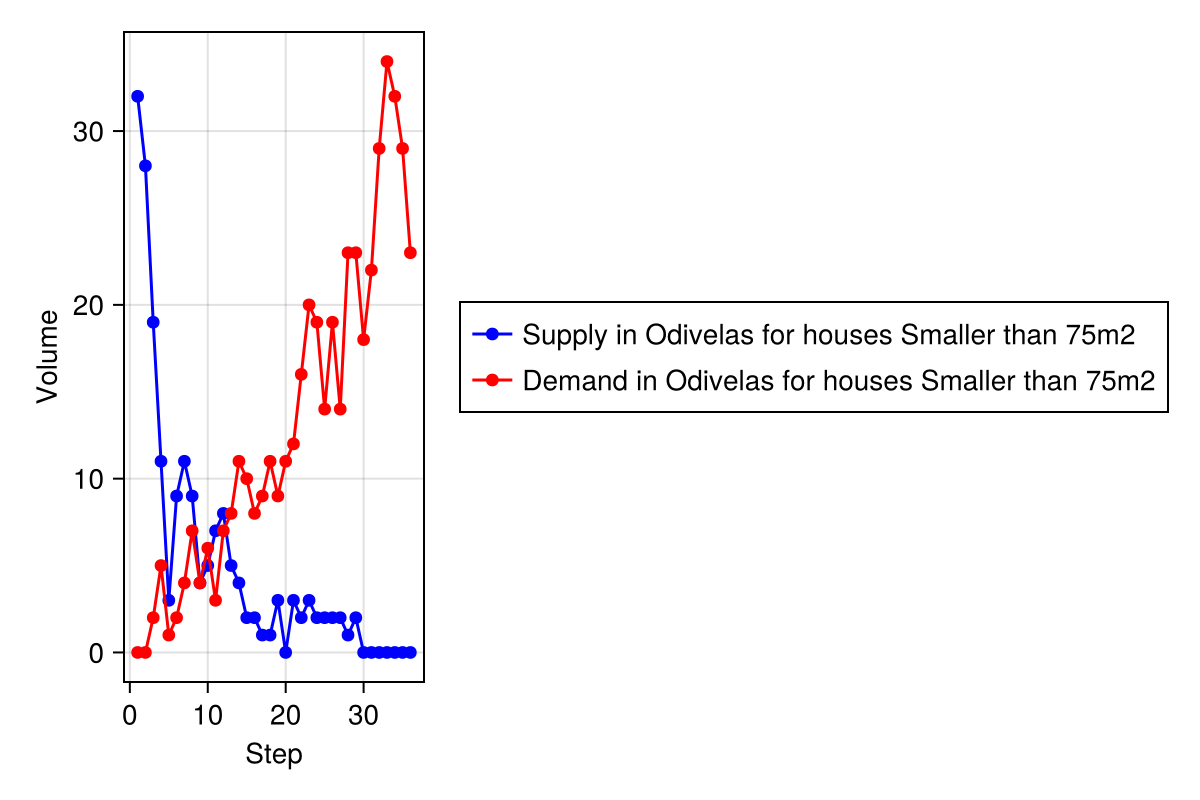 Volume
30
20
10
0
0 10 20 30
Step
Supply in Odivelas for houses Smaller than 75m2
Demand in Odivelas for houses Smaller than 75m2